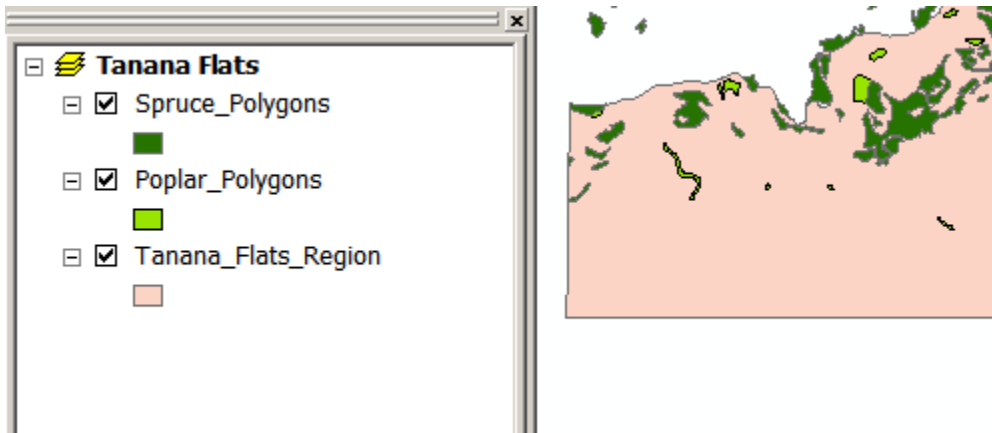 Tanana Flats
Spruce_Polygons
Poplar_Polygons
Tanana_Flats_Region